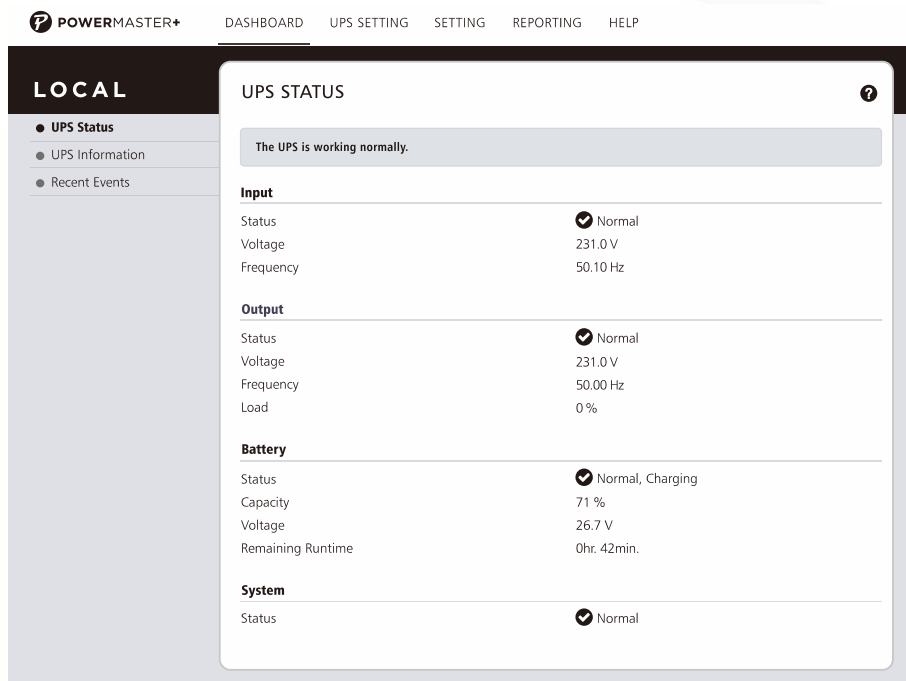 POWERMASTER+ DASHBOARD UPS SETTING SETTING REPORTING HELP
LOCAL
UPS Status
UPS Information
Recent Events
UPS STATUS ?
The UPS is working normally.
Input
Status Normal
Voltage 231.0 V
Frequency 50.10 Hz
Output
Status Normal
Voltage 231.0 V
Frequency 50.00 Hz
Load 0 %
Battery
Status Normal, Charging
Capacity 71 %
Voltage 26.7 V
Remaining Runtime 0hr. 42min.
System
Status Normal